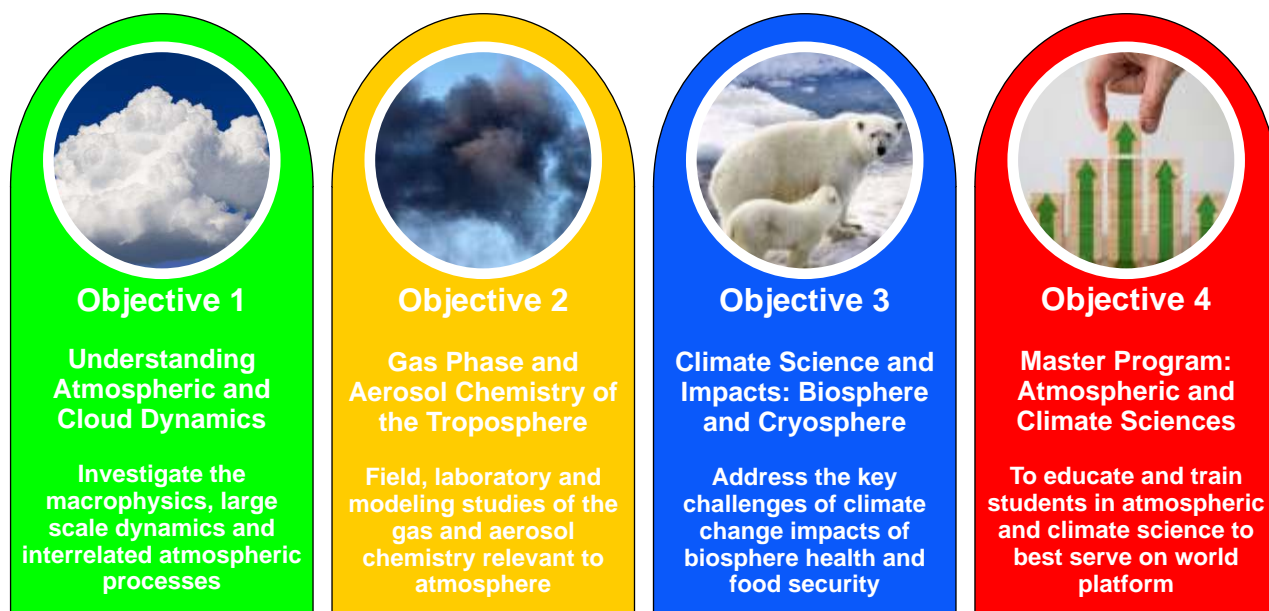 Objective 1
Understanding
Atmospheric and
Cloud Dynamics
Investigate the
macrophysics, large
scale dynamics and
interrelated atmospheric
processes
Objective 2
Gas Phase and
Aerosol Chemistry of
the Troposphere
Field, laboratory and
modeling studies of the
gas and aerosol
chemistry relevant to
atmosphere
Objective 3
Climate Science and
Impacts: Biosphere
and Cryosphere
Address the key
challenges of climate
change impacts of
biosphere health and
food security
Objective 4
Master Program:
Atmospheric and
Climate Sciences
To educate and train
students in atmospheric
and climate science to
best serve on world
platform